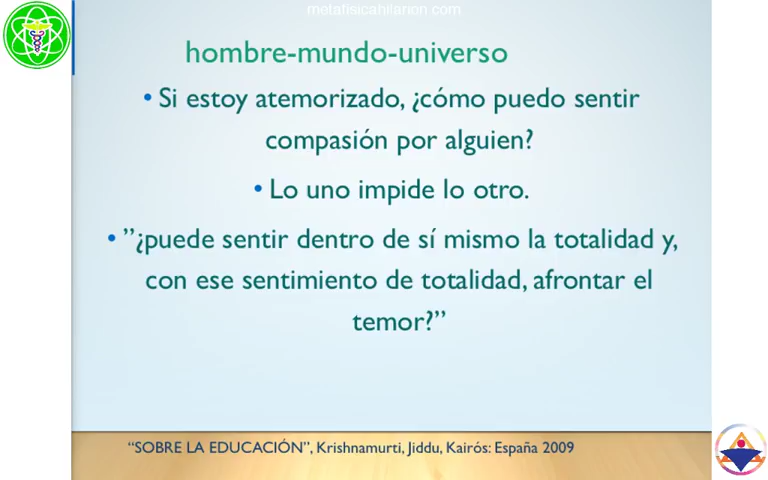 metafisicahilarion.com
hombre-mundo-universo
• Si estoy atemorizado, ¿cómo puedo sentir
compasión por alguien?
• Lo uno impide lo otro.
• ”¿puede sentir dentro de sí mismo la totalidad y,
con ese sentimiento de totalidad, afrontar el
temor?”
“SOBRE LA EDUCACIÓN”, Krishnamurti, Jiddu, Kairós: España 2009